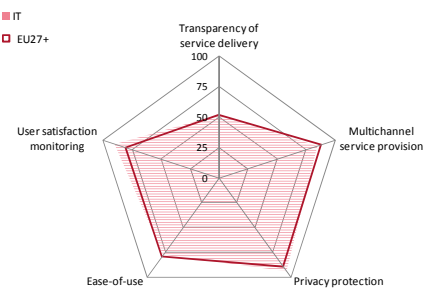 IT
EU27+
Transparency of
service delivery
100
75
50
25
0
User satisfaction
monitoring
Multichannel
service provision
Ease-of-use
Privacy protection